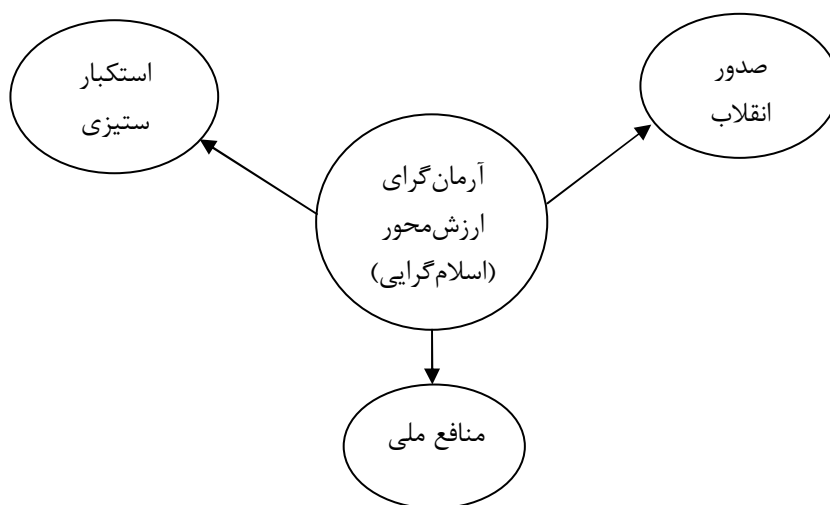 صدور
انقلاب
استکبار
ستیزی
آرمان‌گرای
ارزش‌محور
(اسلام‌گرایی)
منافع ملی